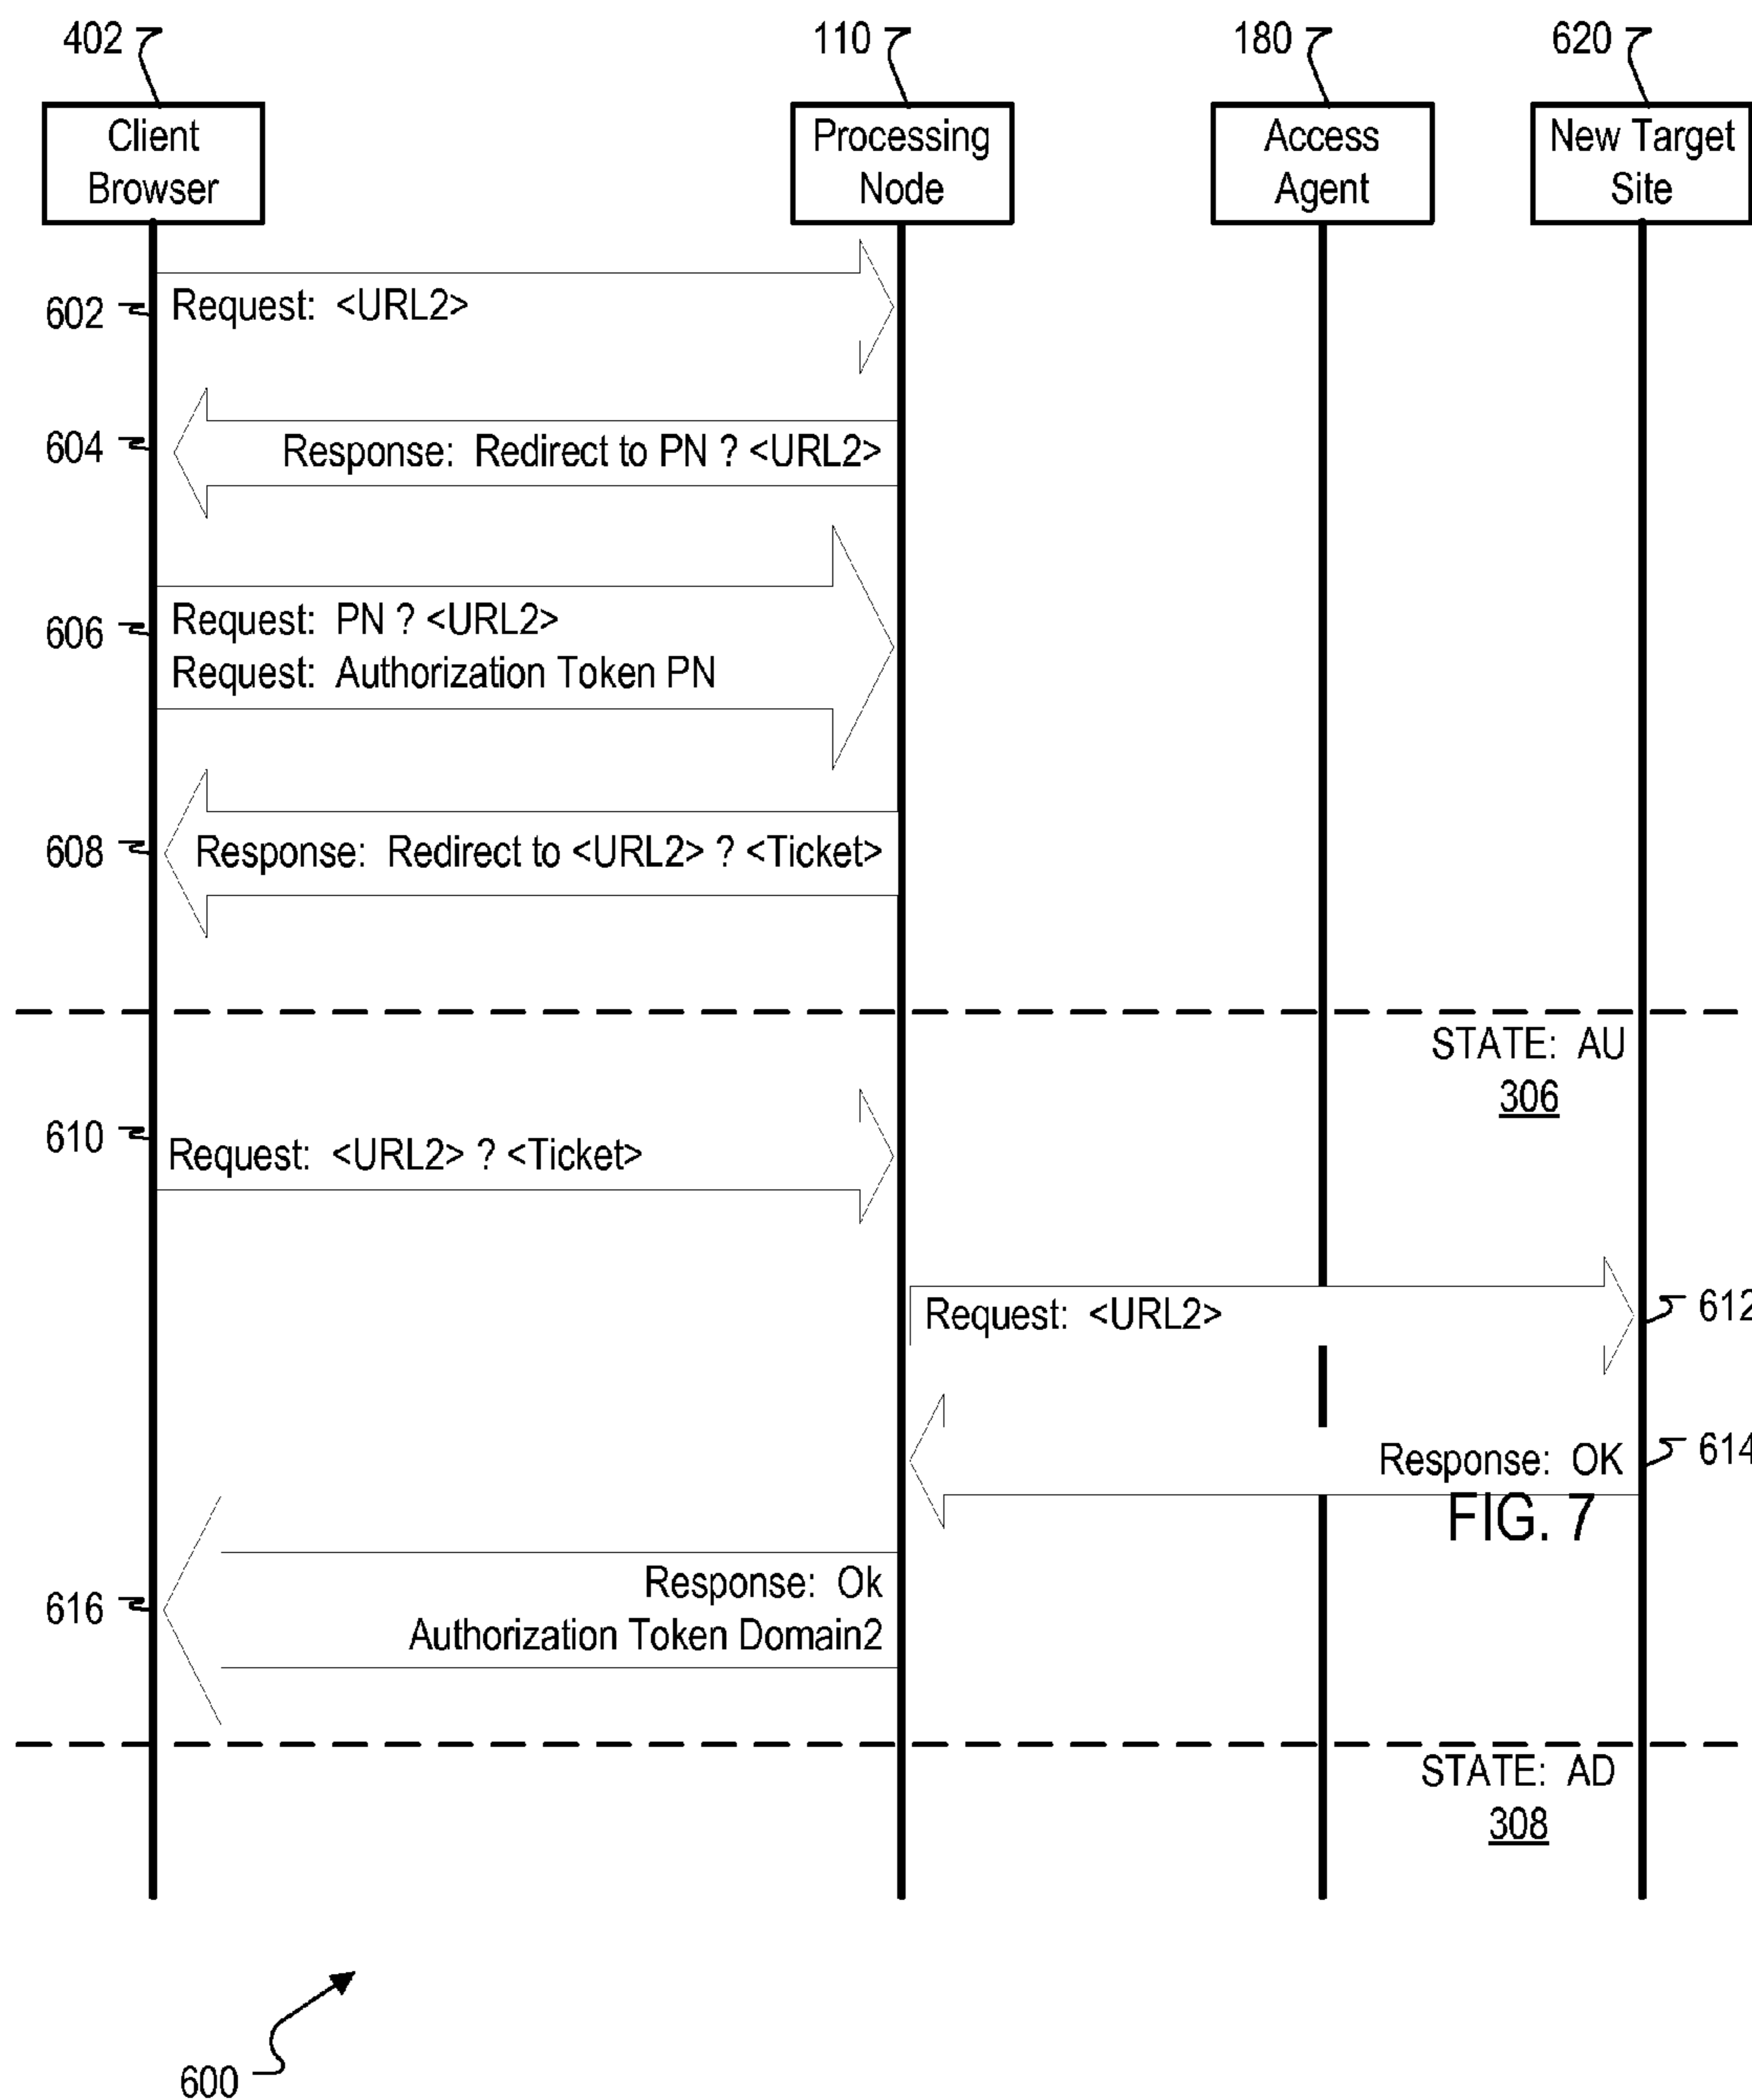 402
110
180
620
Client
Browser
Processing
Node
Access
Agent
New Target
Site
602
Request: <URL2>
604
Response: Redirect to PN ? <URL2>
606
Request: PN ? <URL2>
Request: Authorization Token PN
608
Response: Redirect to <URL2> ? <Ticket>
STATE: AU
306
610
Request: <URL2> ? <Ticket>
Request: <URL2>
612
Response: OK
614
FIG. 7
616
Response: Ok
Authorization Token Domain2
STATE: AD
308
600